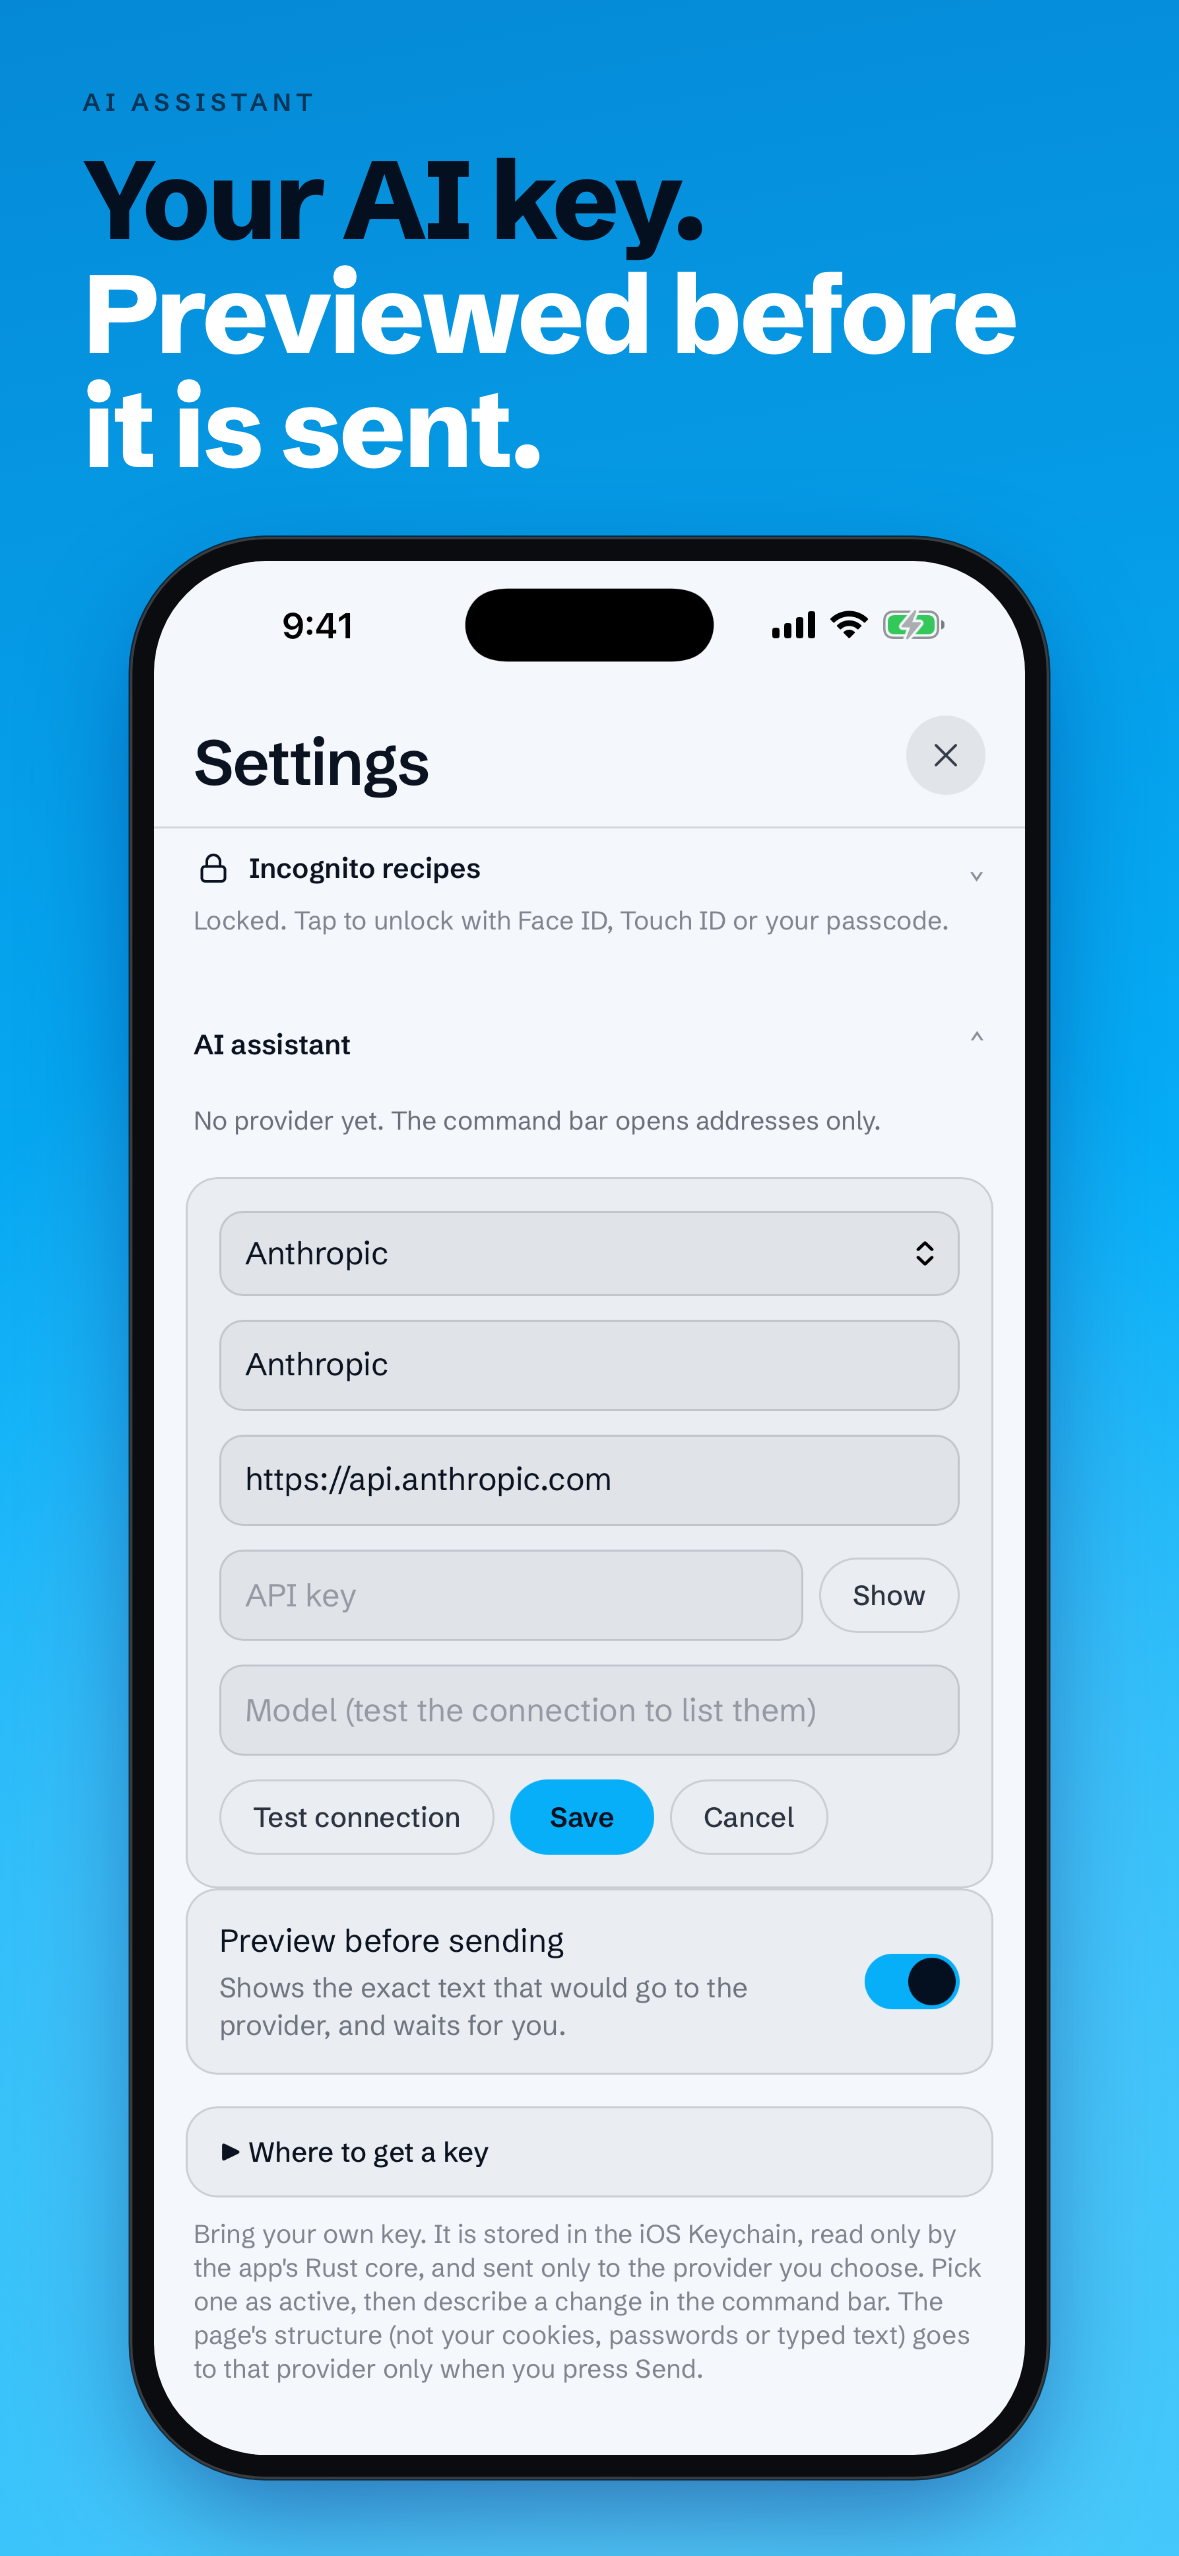 AI ASSISTANT
Your AI key.
Previewed before
it is sent.
9:41
Settings
Incognito recipes
Locked. Tap to unlock with Face ID, Touch ID or your passcode.
AI assistant
No provider yet. The command bar opens addresses only.
Anthropic
Anthropic
https://api.anthropic.com
API key
Show
Model (test the connection to list them)
Test connection
Save
Cancel
Preview before sending
Shows the exact text that would go to the
provider, and waits for you.
Where to get a key
Bring your own key. It is stored in the iOS Keychain, read only by
the app's Rust core, and sent only to the provider you choose. Pick
one as active, then describe a change in the command bar. The
page's structure (not your cookies, passwords or typed text) goes
to that provider only when you press Send.